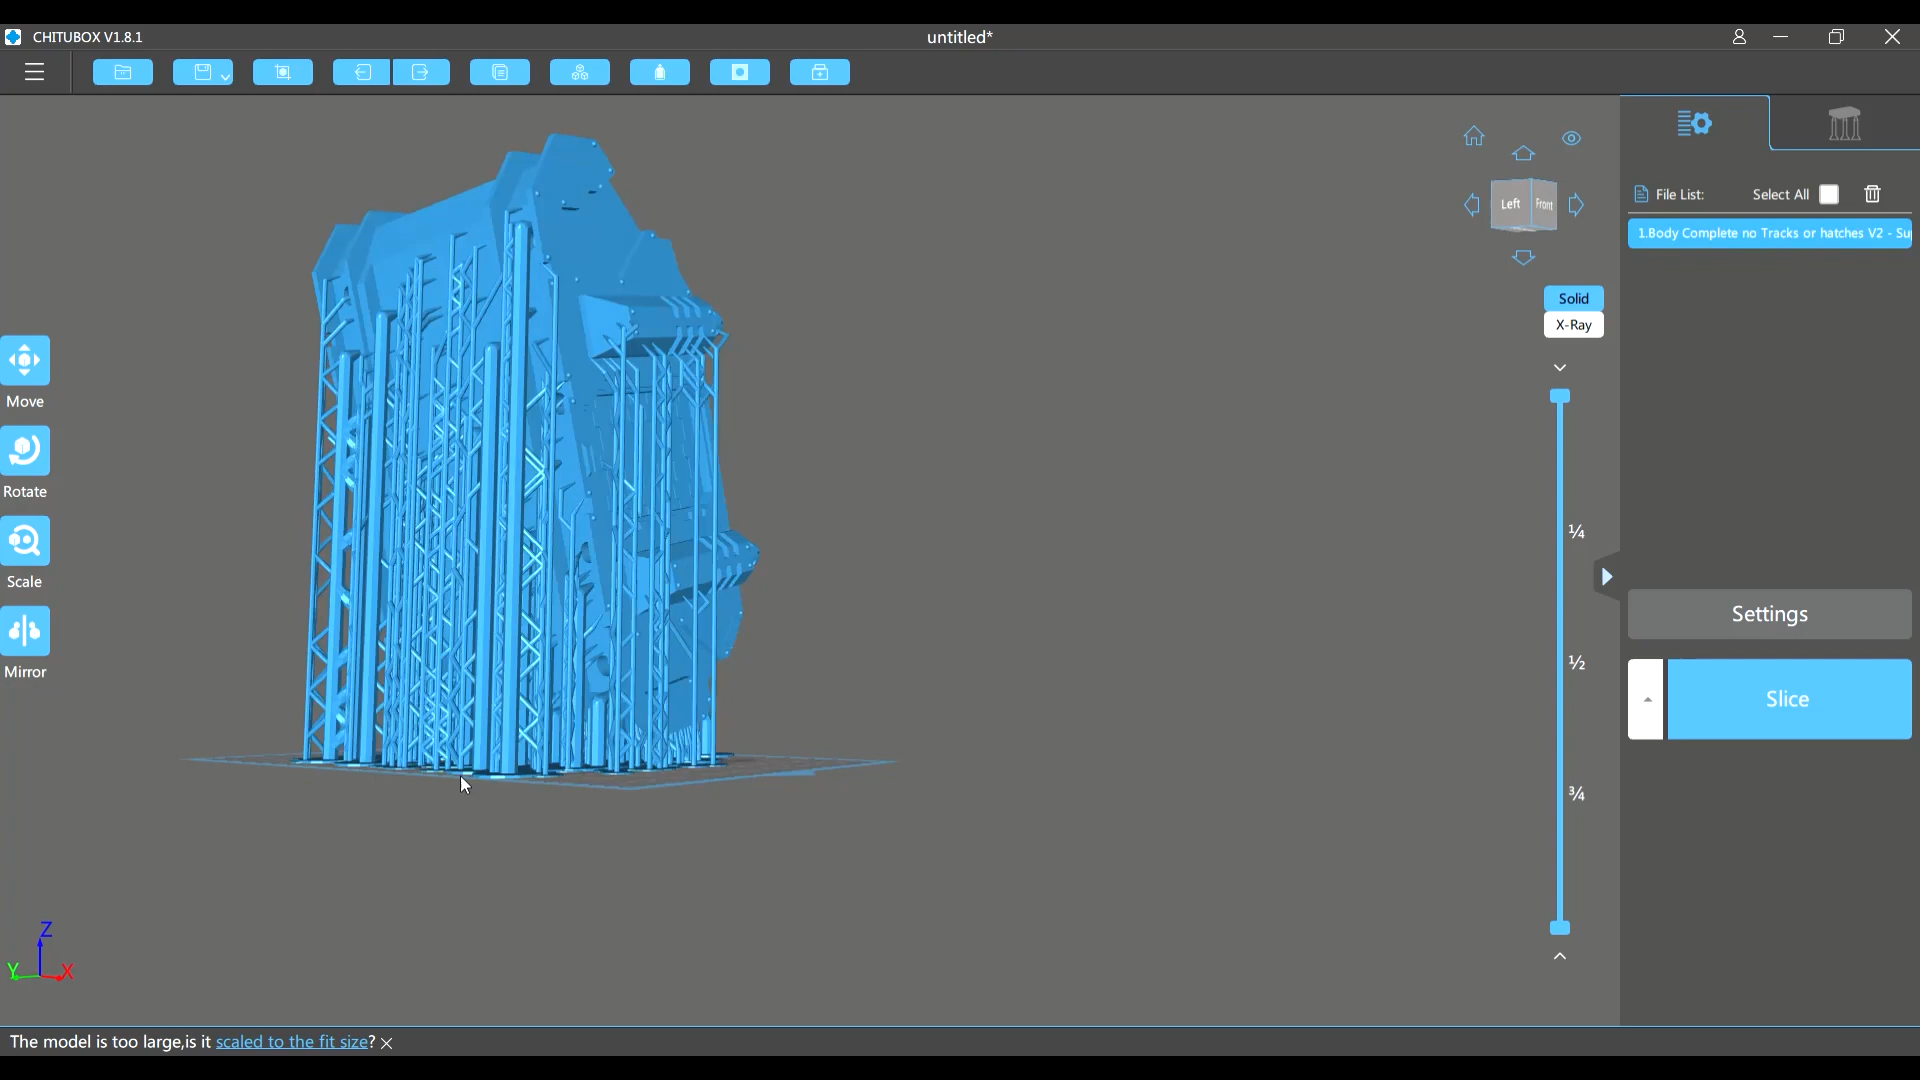 CHITUBOX V1.8.1
untitled*
File List:
Select All
1.Body Complete no Tracks or hatches V2 - Su
Left
Front
Solid
X-Ray
Move
Rotate
Scale
Mirror
¼
½
¾
Settings
Slice
Z
Y
X
The model is too large,is it scaled to the fit size?